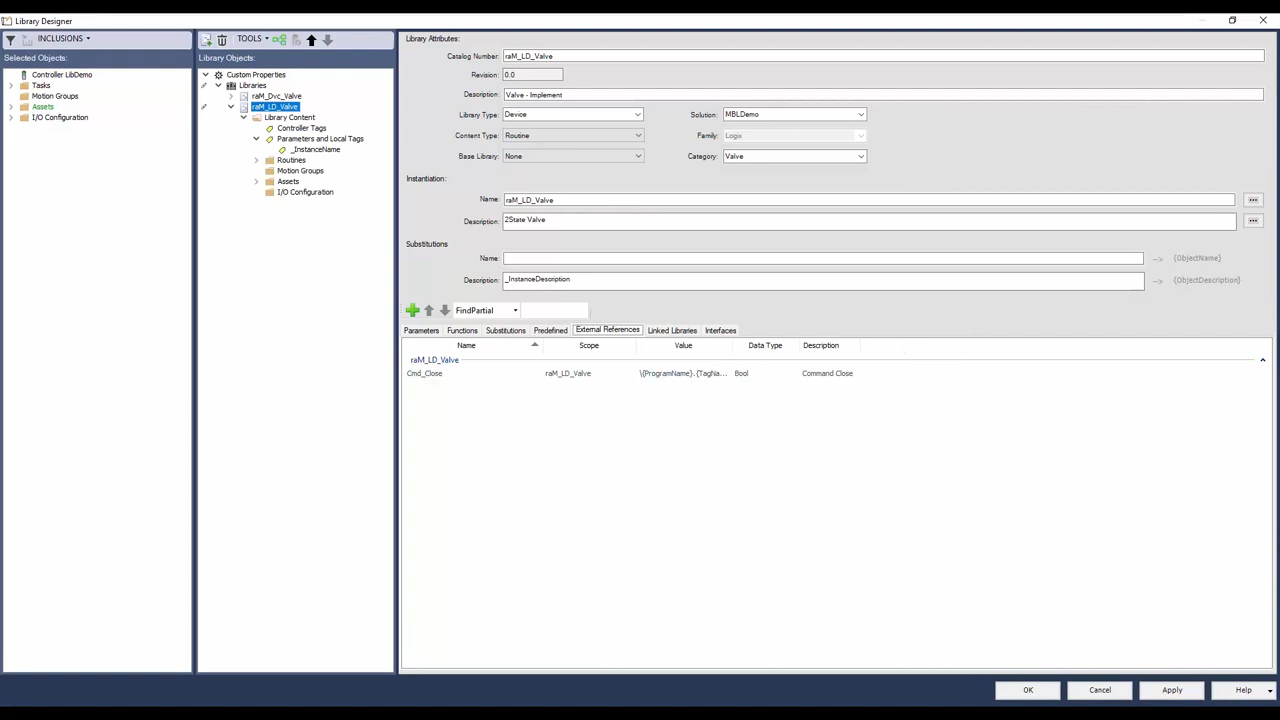 Library Designer
INCLUSIONS
Selected Objects:
Controller LibDemo
Tasks
Motion Groups
Assets
I/O Configuration
TOOLS
Library Objects:
Custom Properties
Libraries
raM_Dvc_Valve
raM_LD_Valve
Library Content
Controller Tags
Parameters and Local Tags
_InstanceName
Routines
Motion Groups
Assets
I/O Configuration
Library Attributes:
Catalog Number: raM_LD_Valve
Revision: 0.0
Description: Valve - Implement
Library Type: Device Solution: MBLDemo
Content Type: Routine Family: Logix
Base Library: None Category: Valve
Instantiation:
Name: raM_LD_Valve ...
Description: 2State Valve ...
Substitutions
Name: --> {ObjectName}
Description: _InstanceDescription --> {ObjectDescription}
FindPartial
Parameters Functions Substitutions Predefined External References Linked Libraries Interfaces
Name Scope Value Data Type Description
raM_LD_Valve
Cmd_Close raM_LD_Valve \{ProgramName}.{TagNa... Bool Command Close
OK Cancel Apply Help